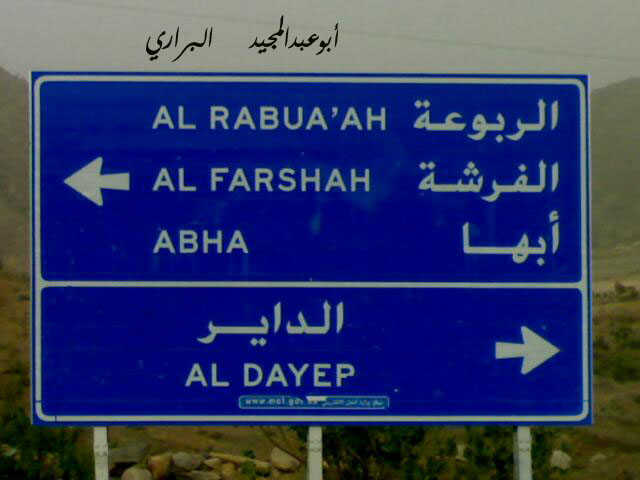 أبوعبدالمجيد البراري
AL RABUA'AH الربوعة
AL FARSHAH الفرشة
ABHA أبها
الداير
AL DAYEP